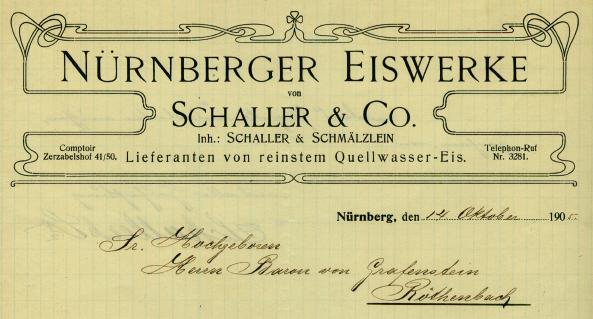 NÜRNBERGER EISWERKE
von
SCHALLER & CO.
Inh.: SCHALLER & SCHMÄLZLEIN
Comptoir
Zerzabelshof 41/50.
Lieferanten von reinstem Quellwasser-Eis.
Telephon-Ruf
Nr. 3281.
Nürnberg, den 14 Oktober 1905.
Sr. Hochgeboren
Herrn Baron von Grafenstein
Röthenbach